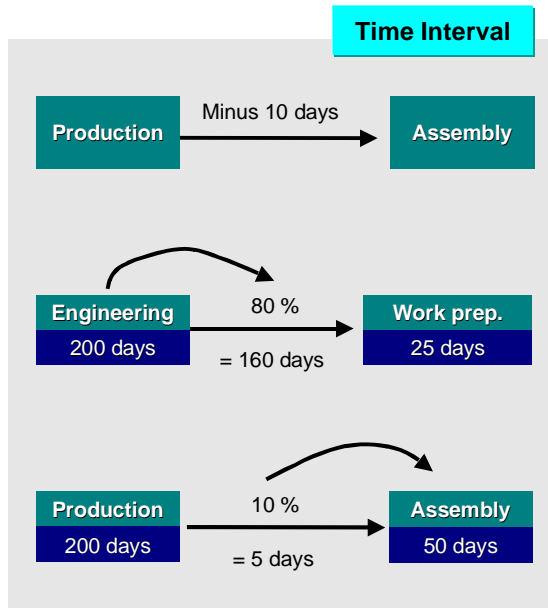 Time Interval
Production
Minus 10 days
Assembly
Engineering
200 days
80 %
= 160 days
Work prep.
25 days
Production
200 days
10 %
= 5 days
Assembly
50 days